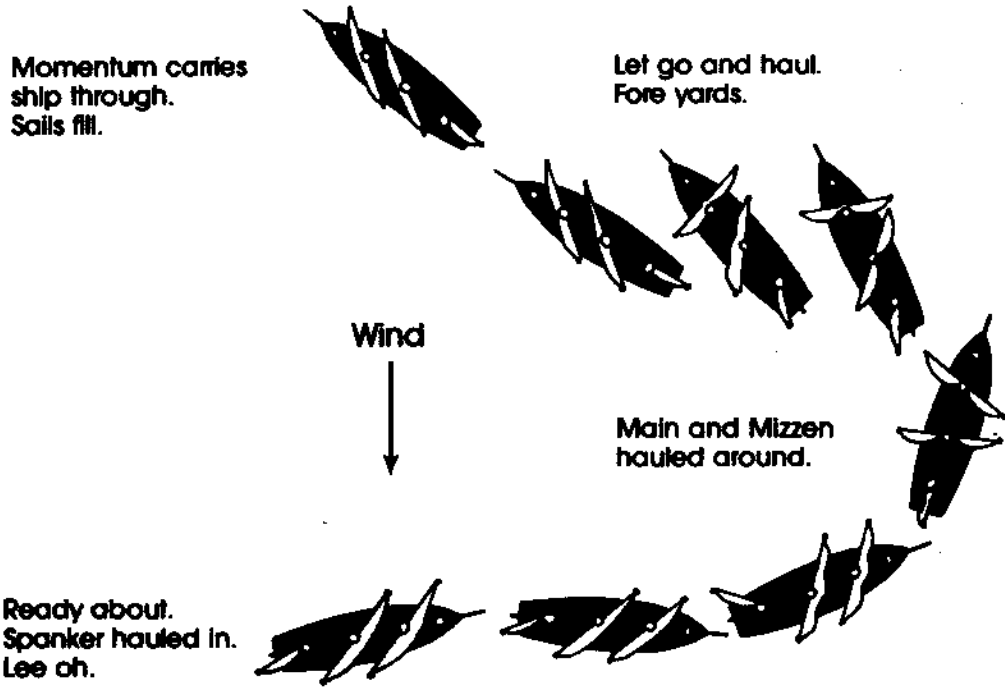 Momentum carries
ship through.
Sails fill.
Let go and haul.
Fore yards.
Wind
Main and Mizzen
hauled around.
Ready about.
Spanker hauled in.
Lee oh.